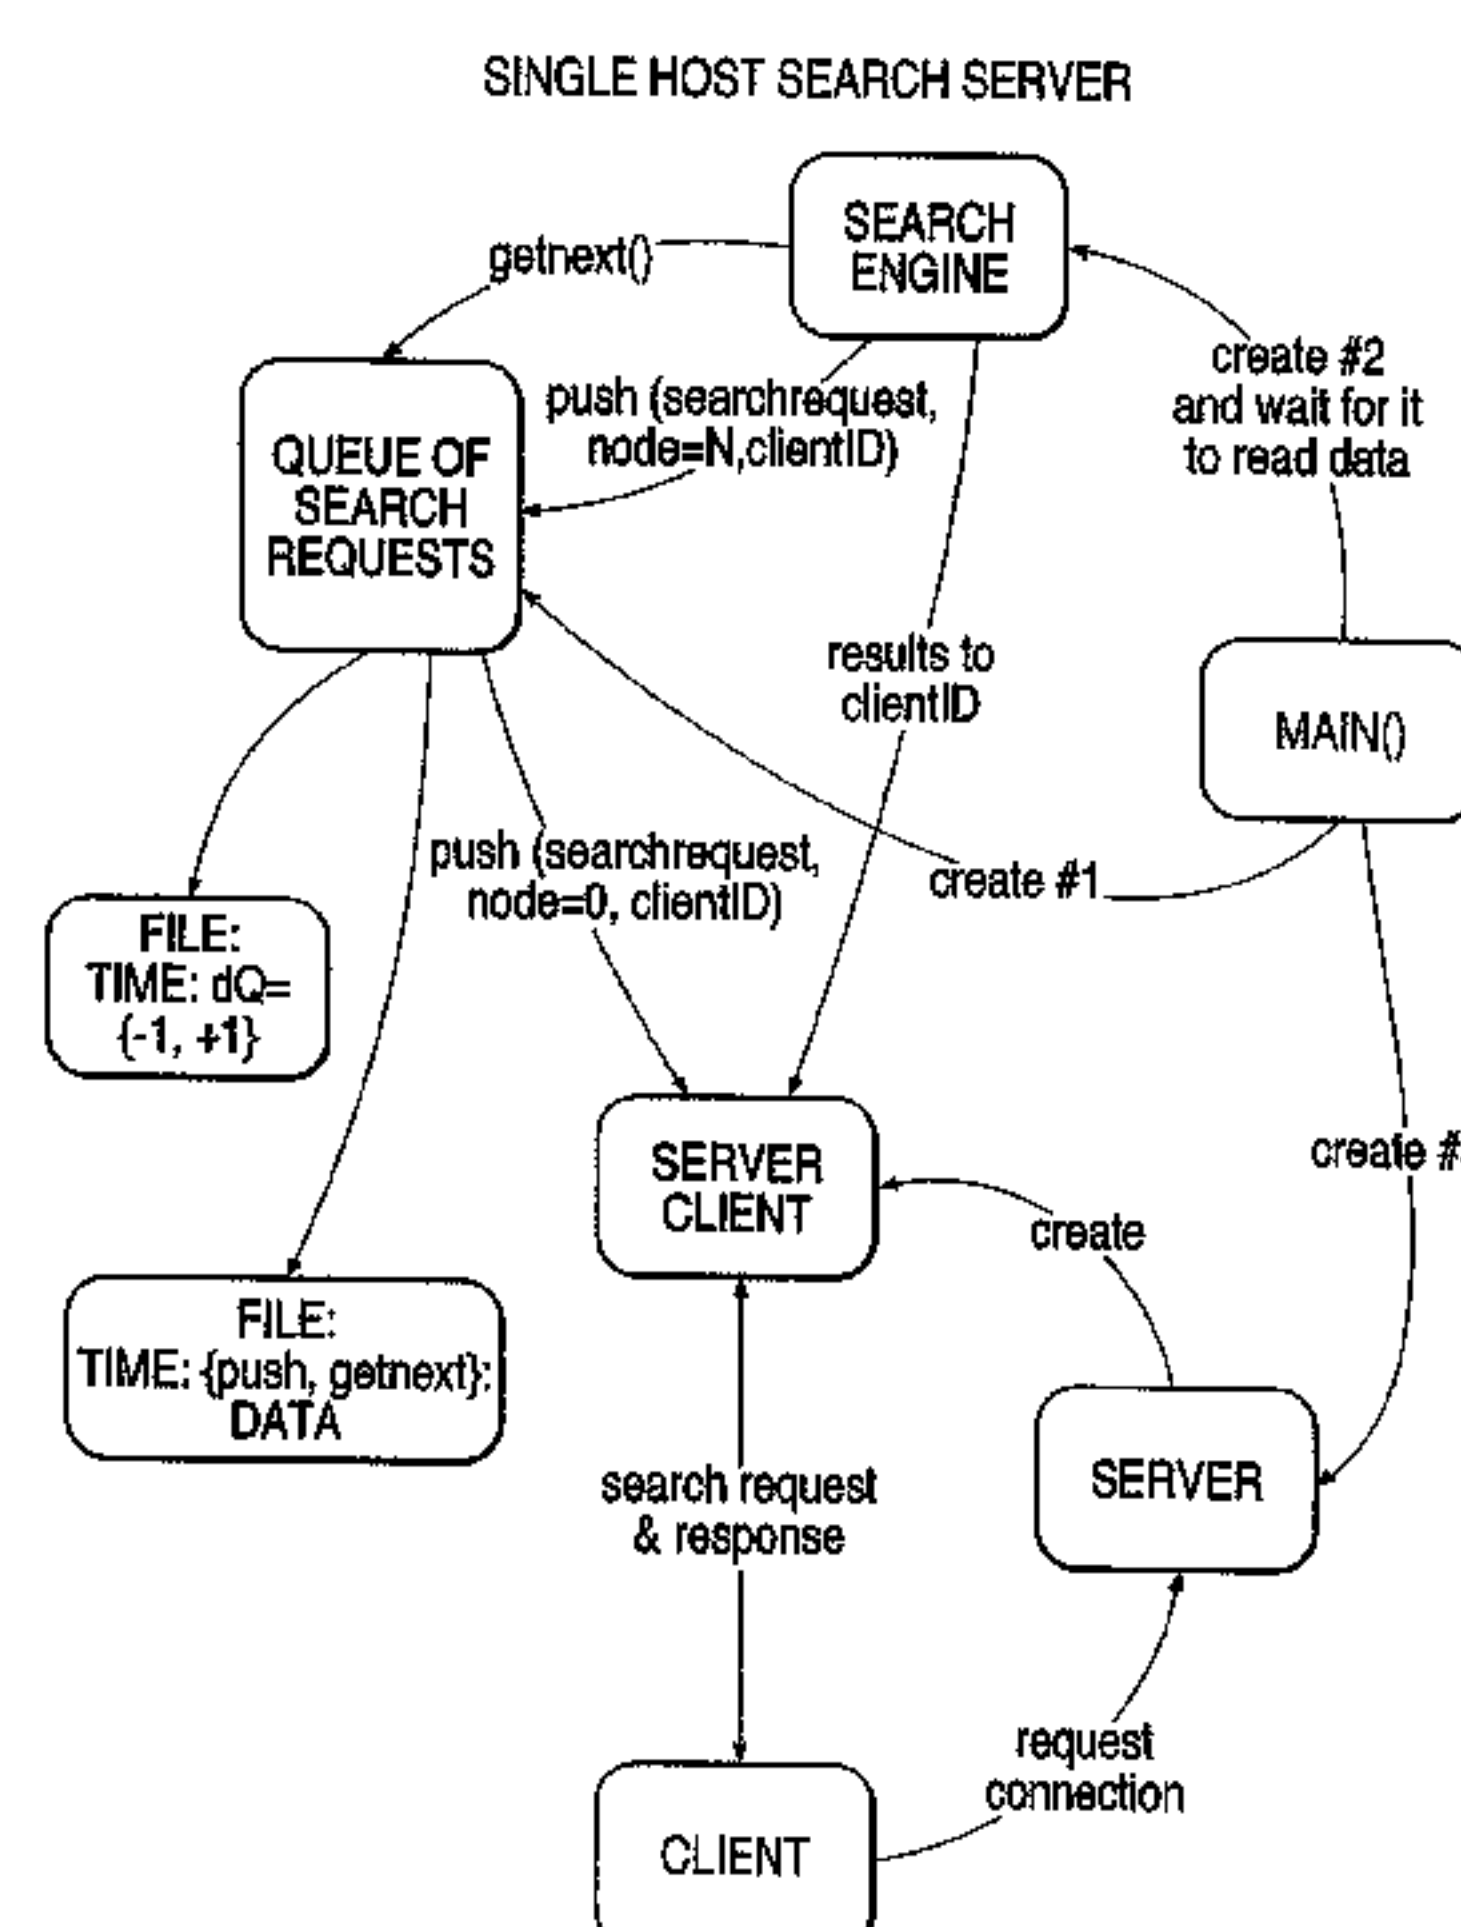 SINGLE HOST SEARCH SERVER
SEARCH
ENGINE
getnext()
create #2
and wait for it
to read data
push (searchrequest,
node=N,clientID)
QUEUE OF
SEARCH
REQUESTS
results to
clientID
MAIN()
push (searchrequest,
node=0, clientID)
create #1
FILE:
TIME: dQ=
{-1, +1}
SERVER
CLIENT
create #
create
FILE:
TIME: {push, getnext}:
DATA
search request
& response
SERVER
request
connection
CLIENT